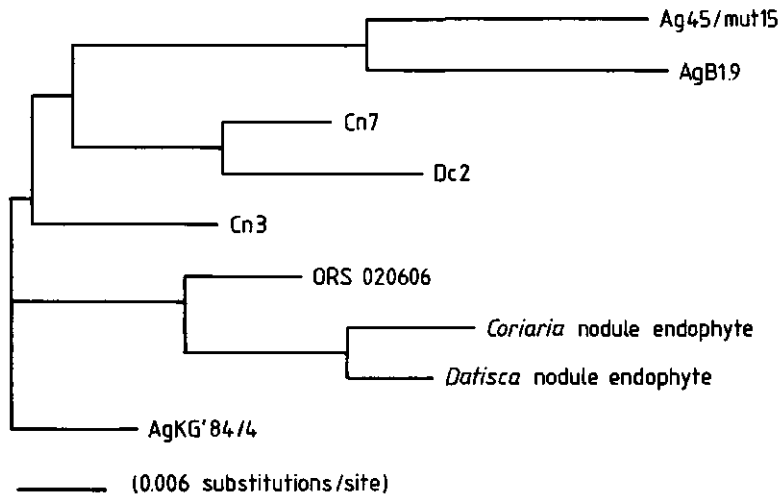 Ag45/mut15
AgB1.9
Cn7
Dc2
Cn3
ORS 020606
Coriaria nodule endophyte
Datisca nodule endophyte
AgKG'84/4
(0.006 substitutions/site)